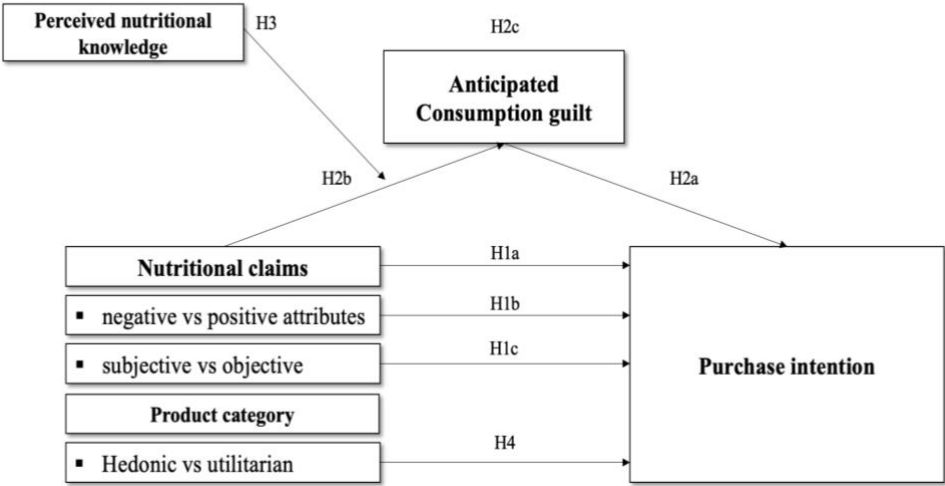 Perceived nutritional
knowledge
H3
H2c
Anticipated
Consumption guilt
H2b
H2a
Nutritional claims
H1a
▪ negative vs positive attributes
H1b
▪ subjective vs objective
H1c
Purchase intention
Product category
▪ Hedonic vs utilitarian
H4